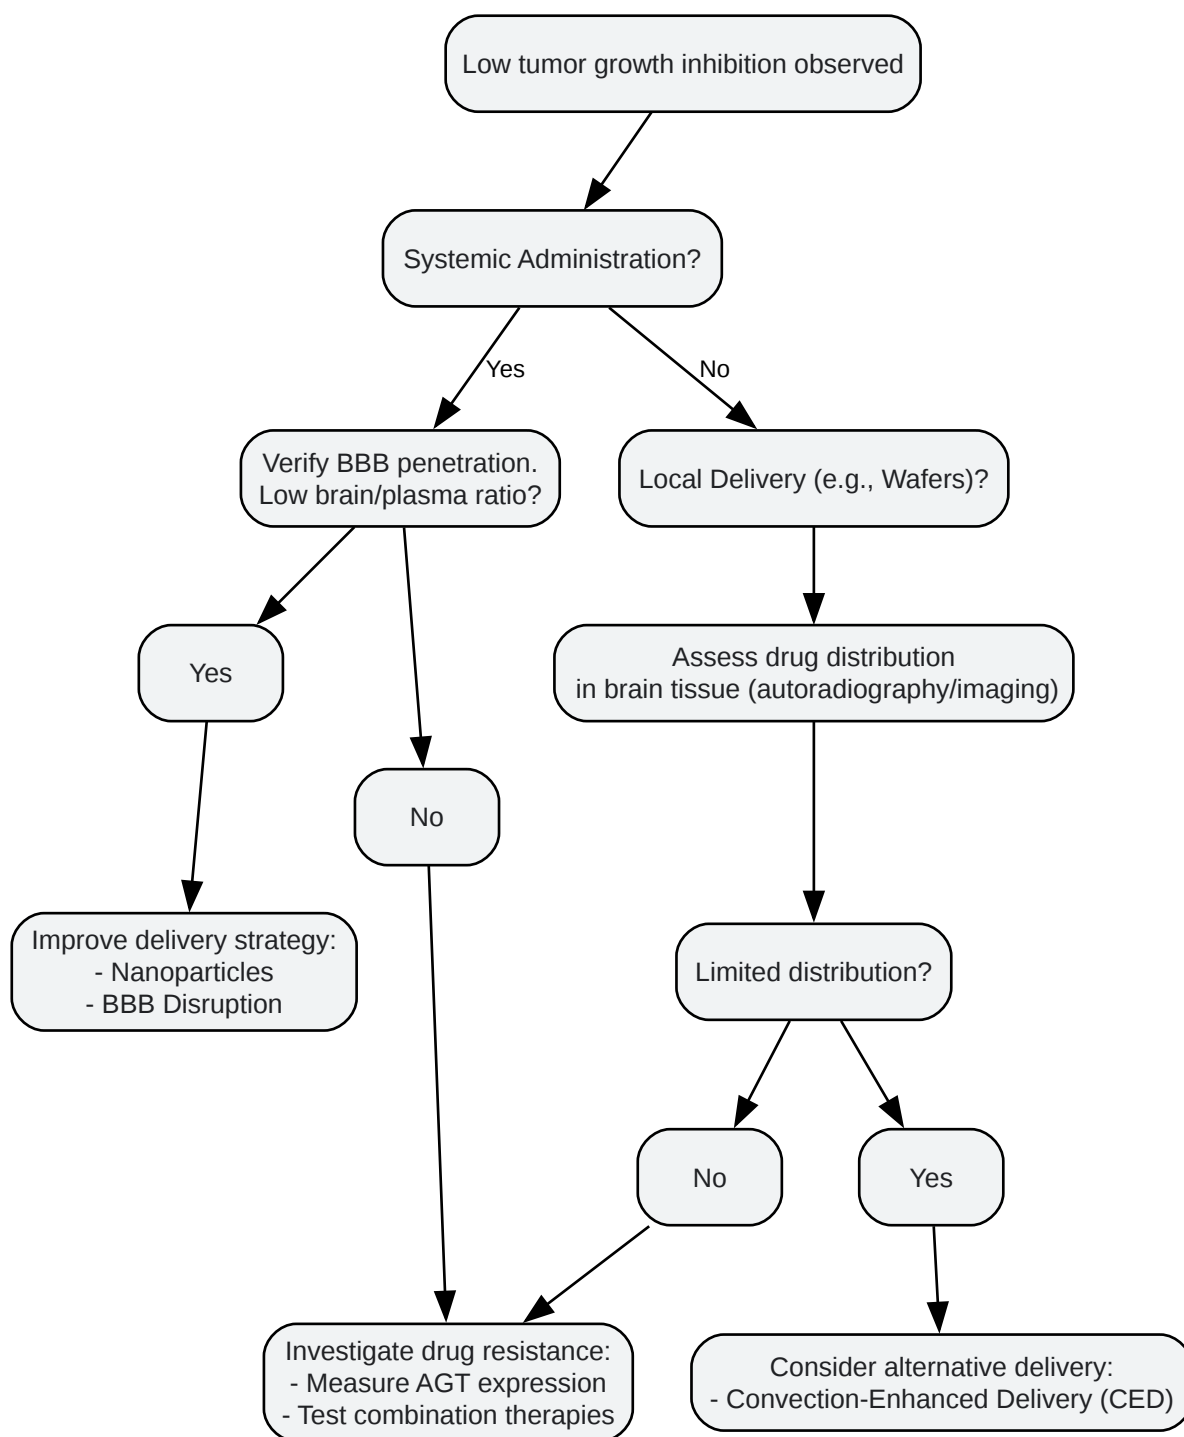 Low tumor growth inhibition observed
Systemic Administration?
Yes
No
Verify BBB penetration.
Low brain/plasma ratio?
Local Delivery (e.g., Wafers)?
Yes
Assess drug distribution
in brain tissue (autoradiography/imaging)
No
Improve delivery strategy:
- Nanoparticles
- BBB Disruption
Limited distribution?
No
Yes
Investigate drug resistance:
- Measure AGT expression
- Test combination therapies
Consider alternative delivery:
- Convection-Enhanced Delivery (CED)